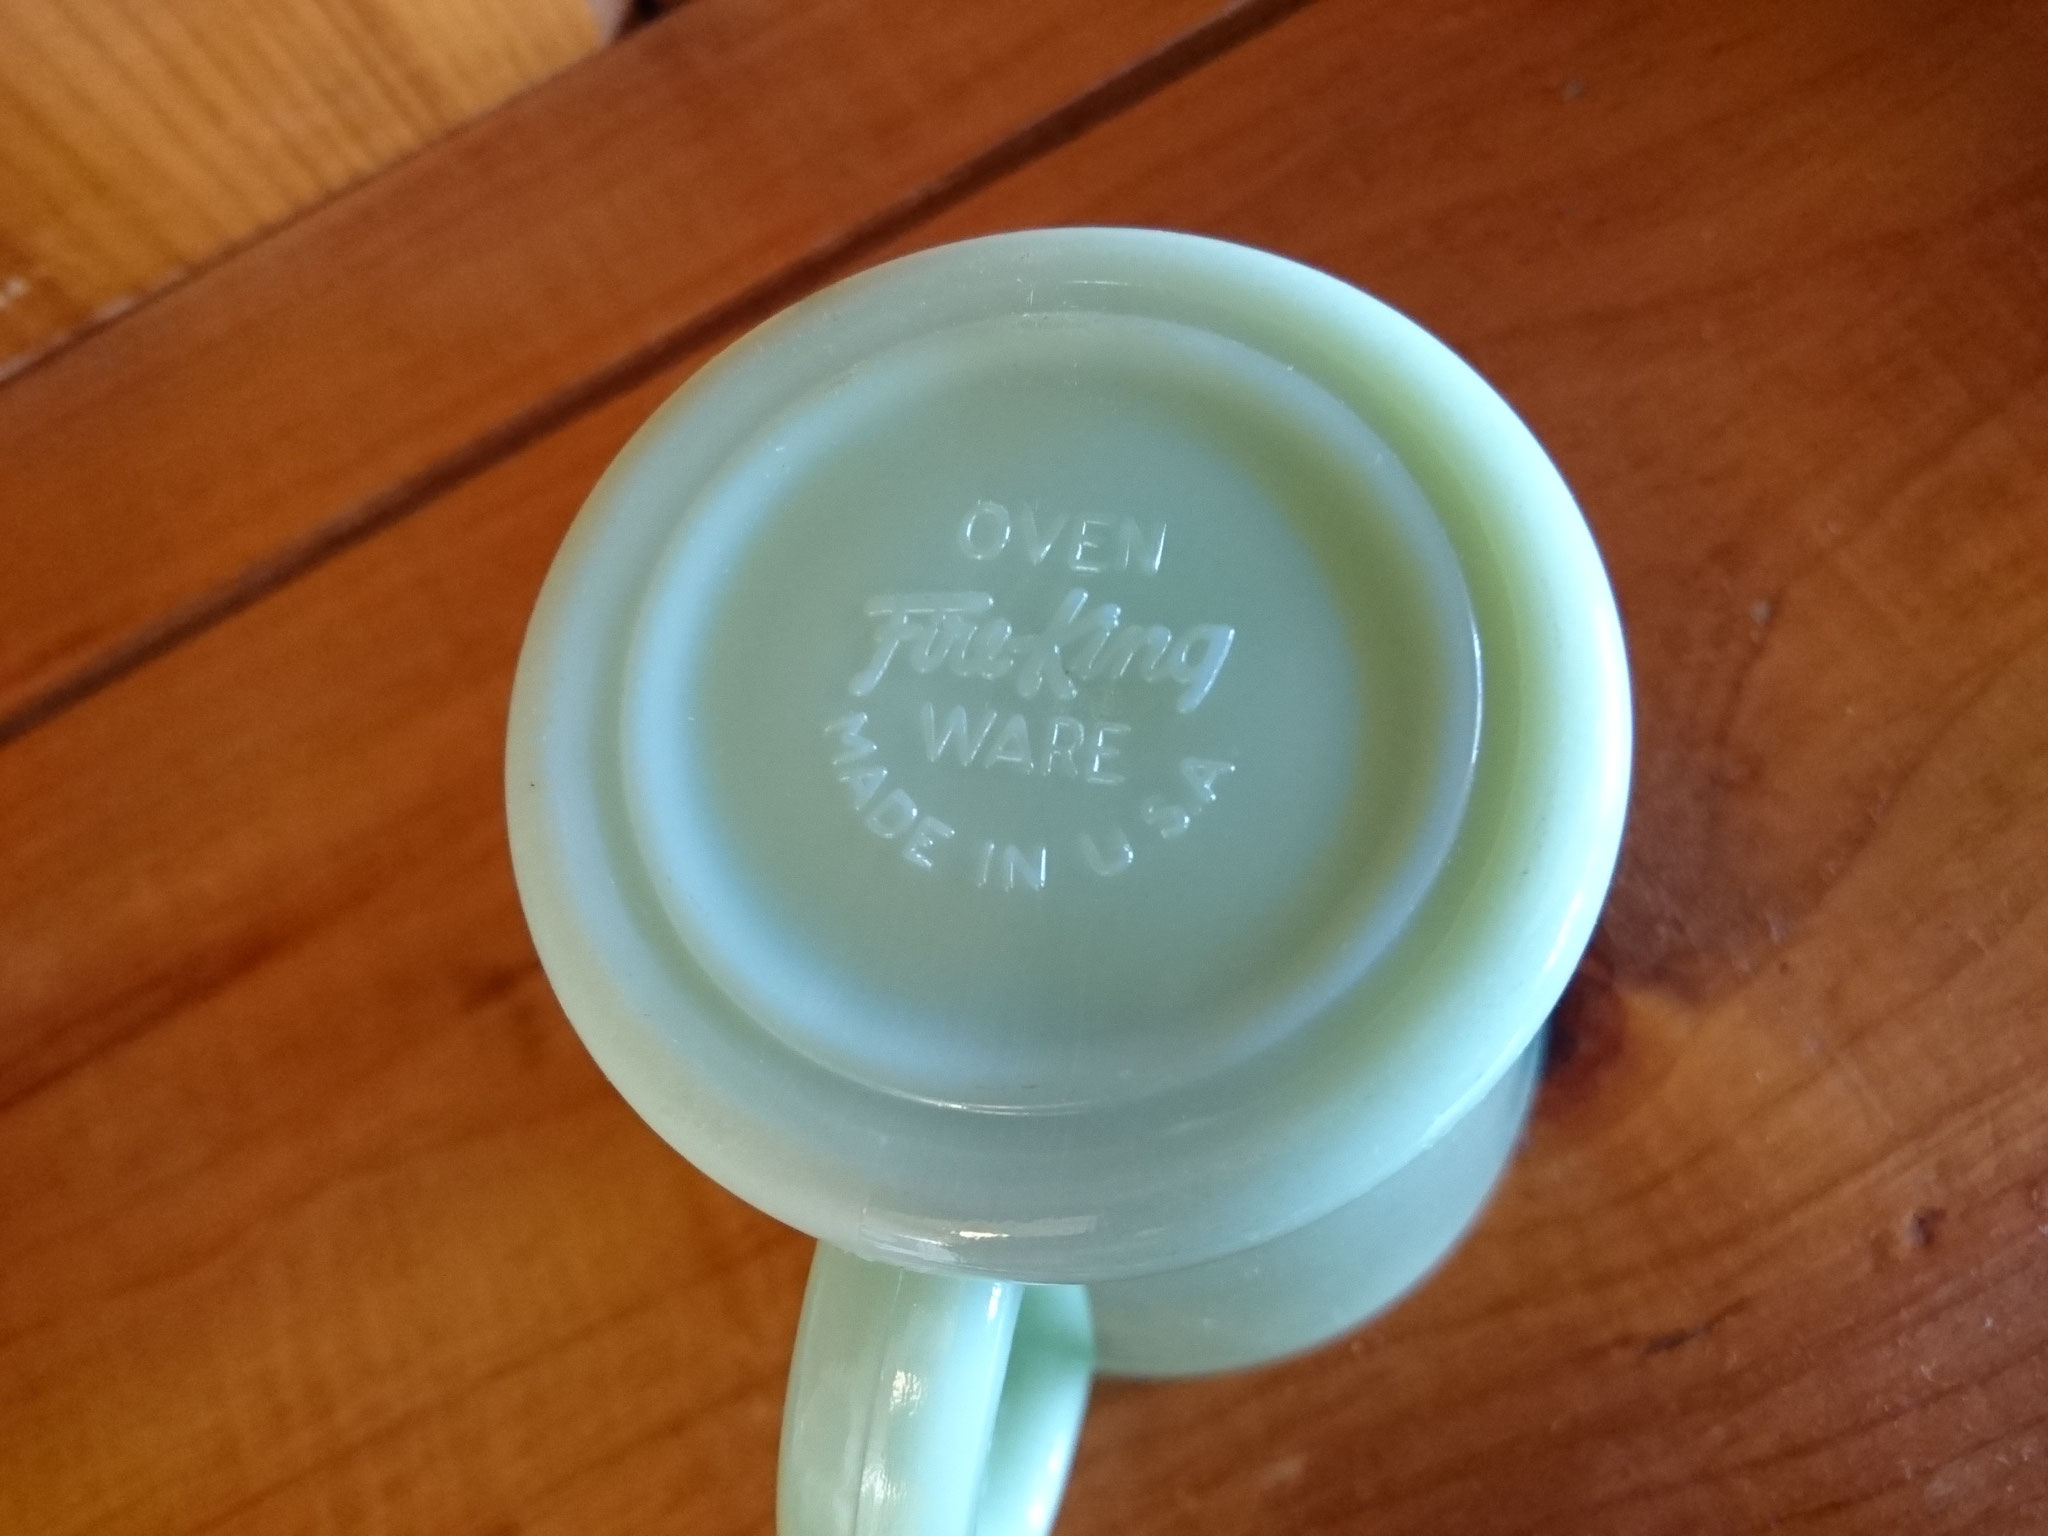 OVEN
Fire-King
WARE
MADE IN U S A